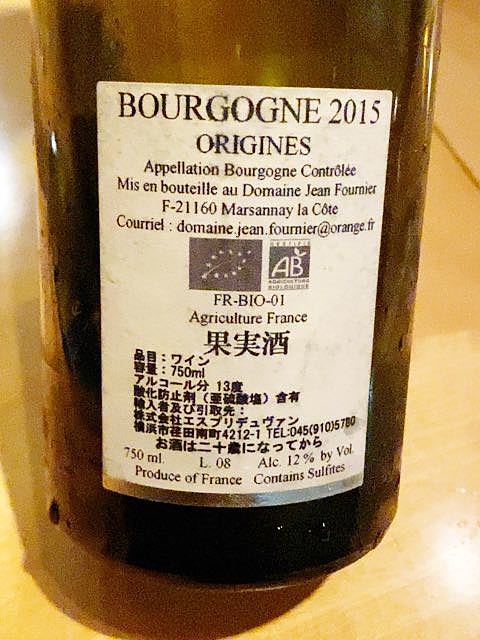 BOURGOGNE 2015
ORIGINES
Appellation Bourgogne Contrôlée
Mis en bouteille au Domaine Jean Fournier
F-21160 Marsannay la Côte
Courriel : domaine.jean.fournier@orange.fr
CERTIFIÉ
AB
AGRICULTURE
BIOLOGIQUE
FR-BIO-01
Agriculture France
果実酒
品目：ワイン
容量：750ml
アルコール分 13度
酸化防止剤（亜硫酸塩）含有
輸入者及び引取先：
株式会社エスプリデュヴァン
横浜市荏田南町4212-1 TEL:045(910)5780
お酒は二十歳になってから
750 ml. L. 08 Alc. 12 % by Vol.
Produce of France Contains Sulfites